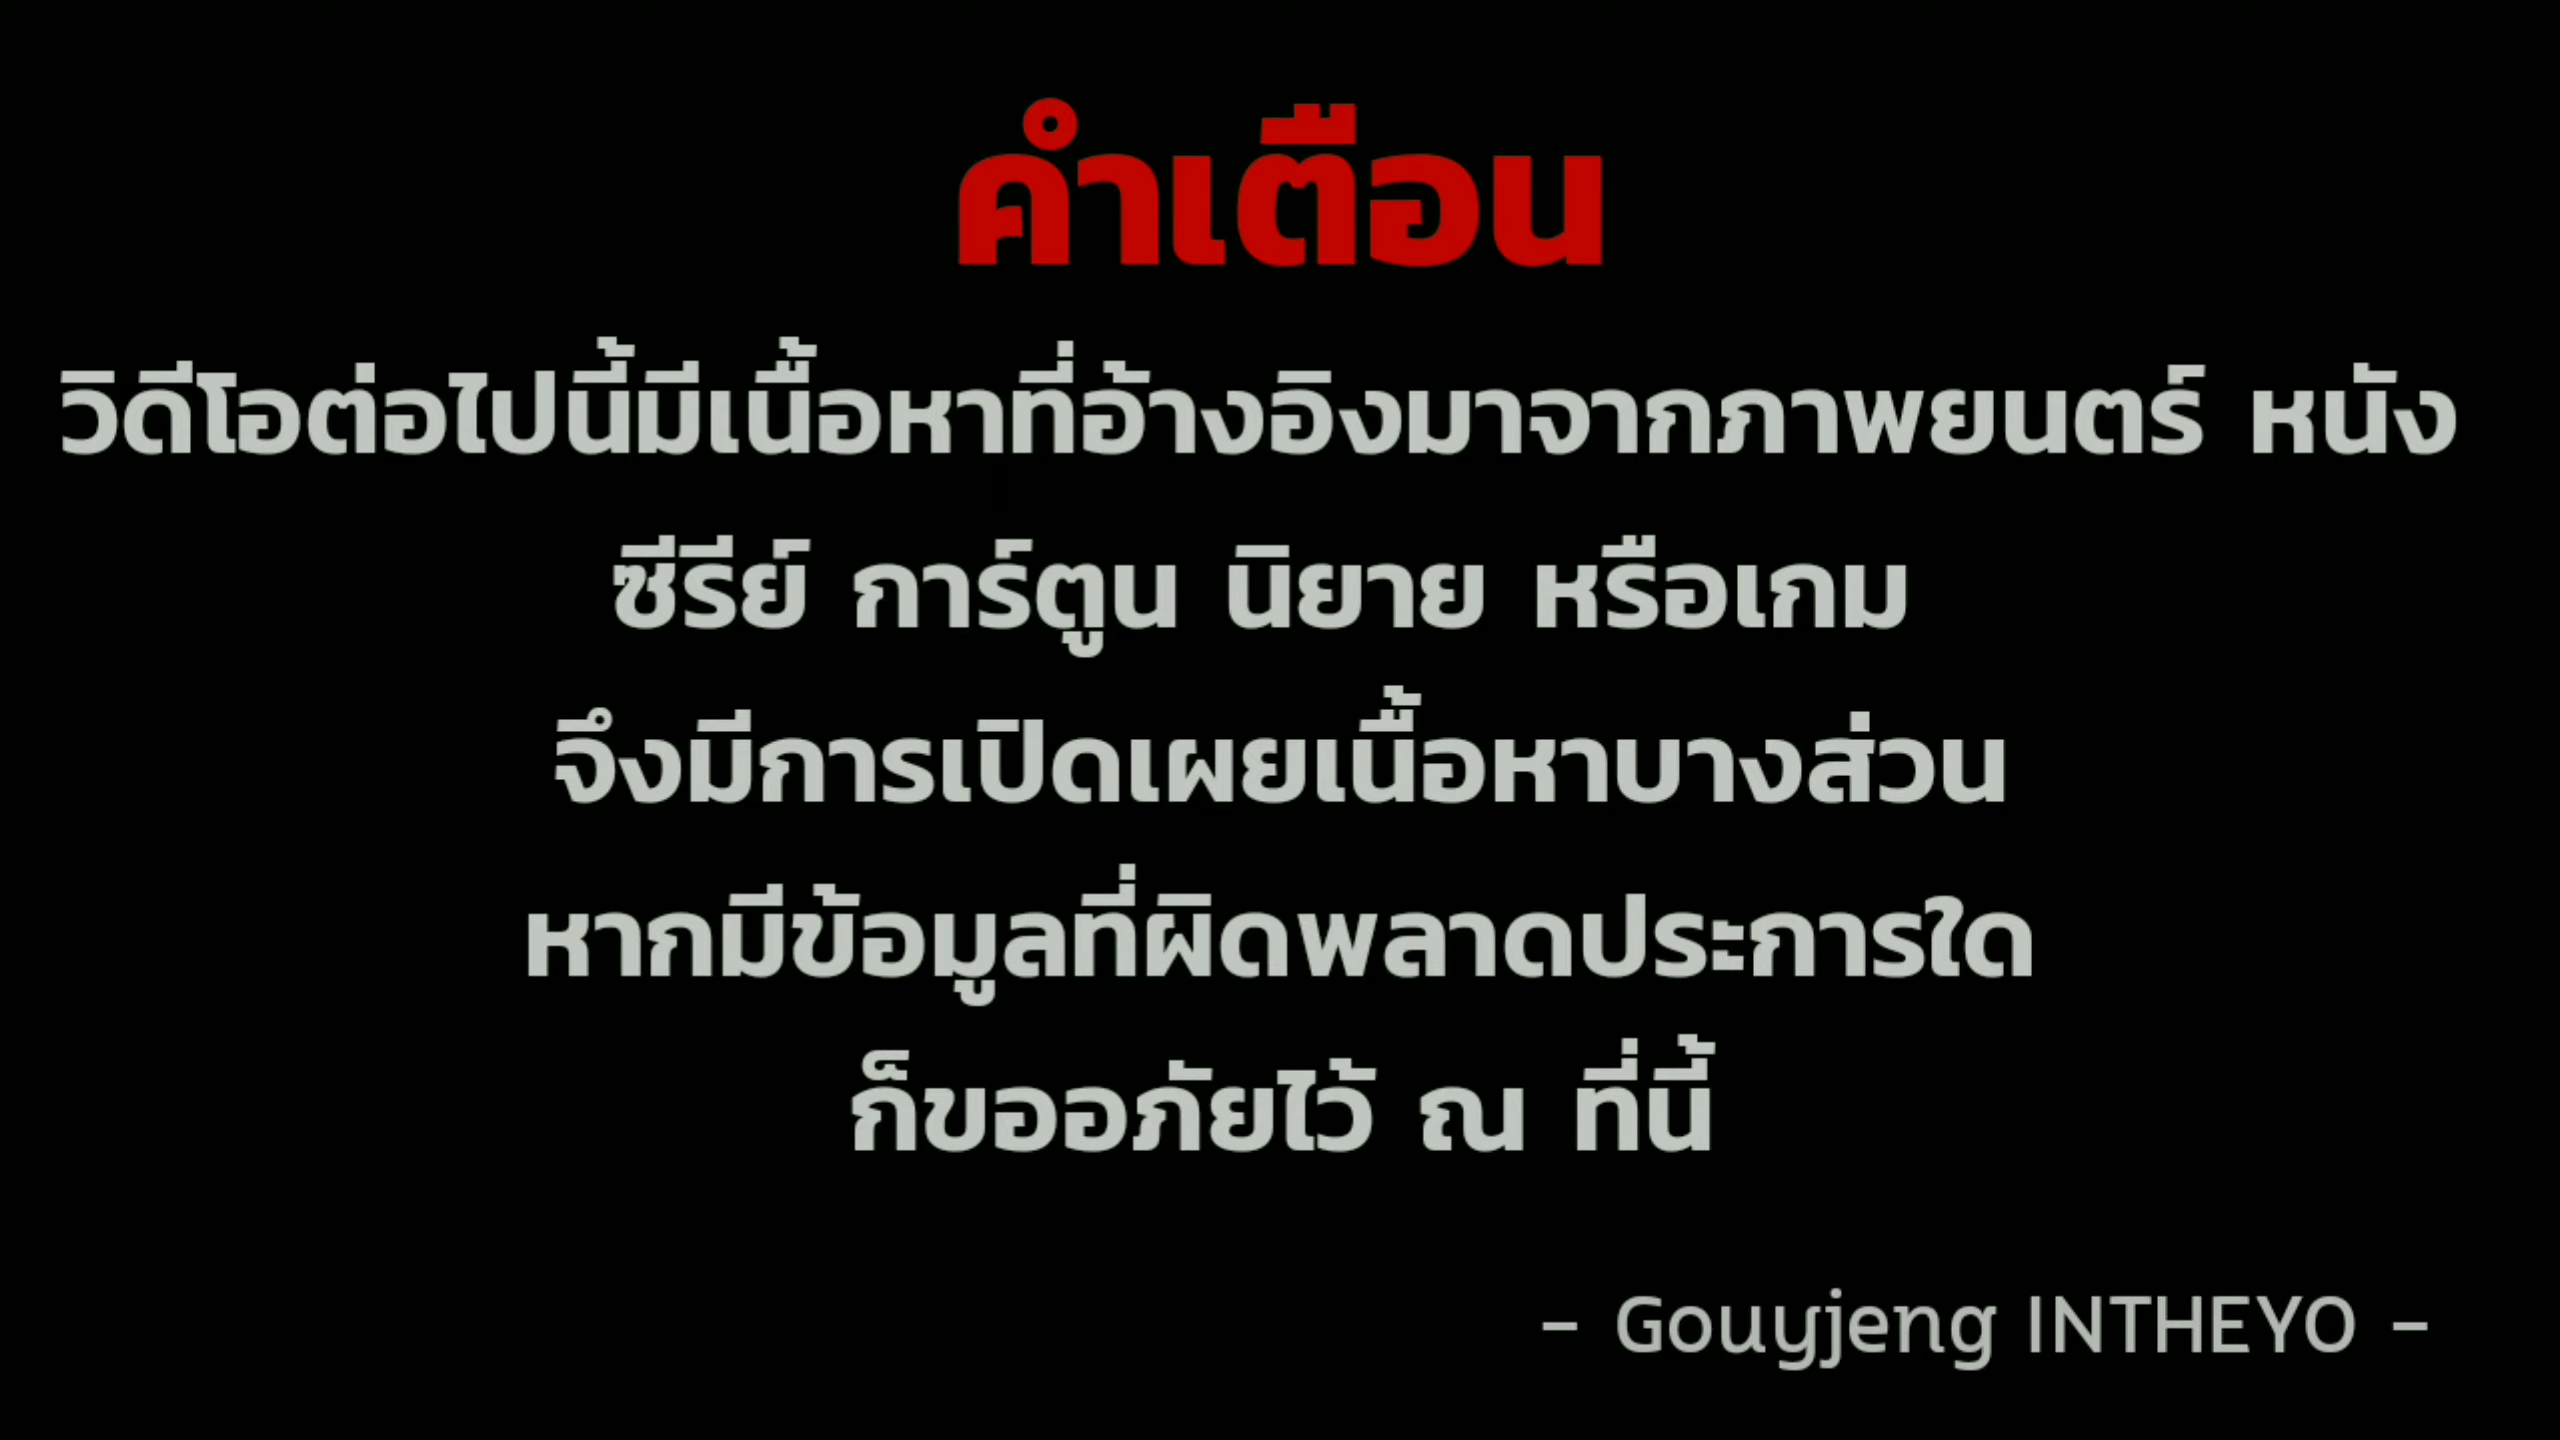 คำเตือน
วิดีโอต่อไปนี้มีเนื้อหาที่อ้างอิงมาจากภาพยนตร์ หนัง
ซีรีย์ การ์ตูน นิยาย หรือเกม
จึงมีการเปิดเผยเนื้อหาบางส่วน
หากมีข้อมูลที่ผิดพลาดประการใด
ก็ขออภัยไว้ ณ ที่นี้
- Gouyjeng INTHEYO -